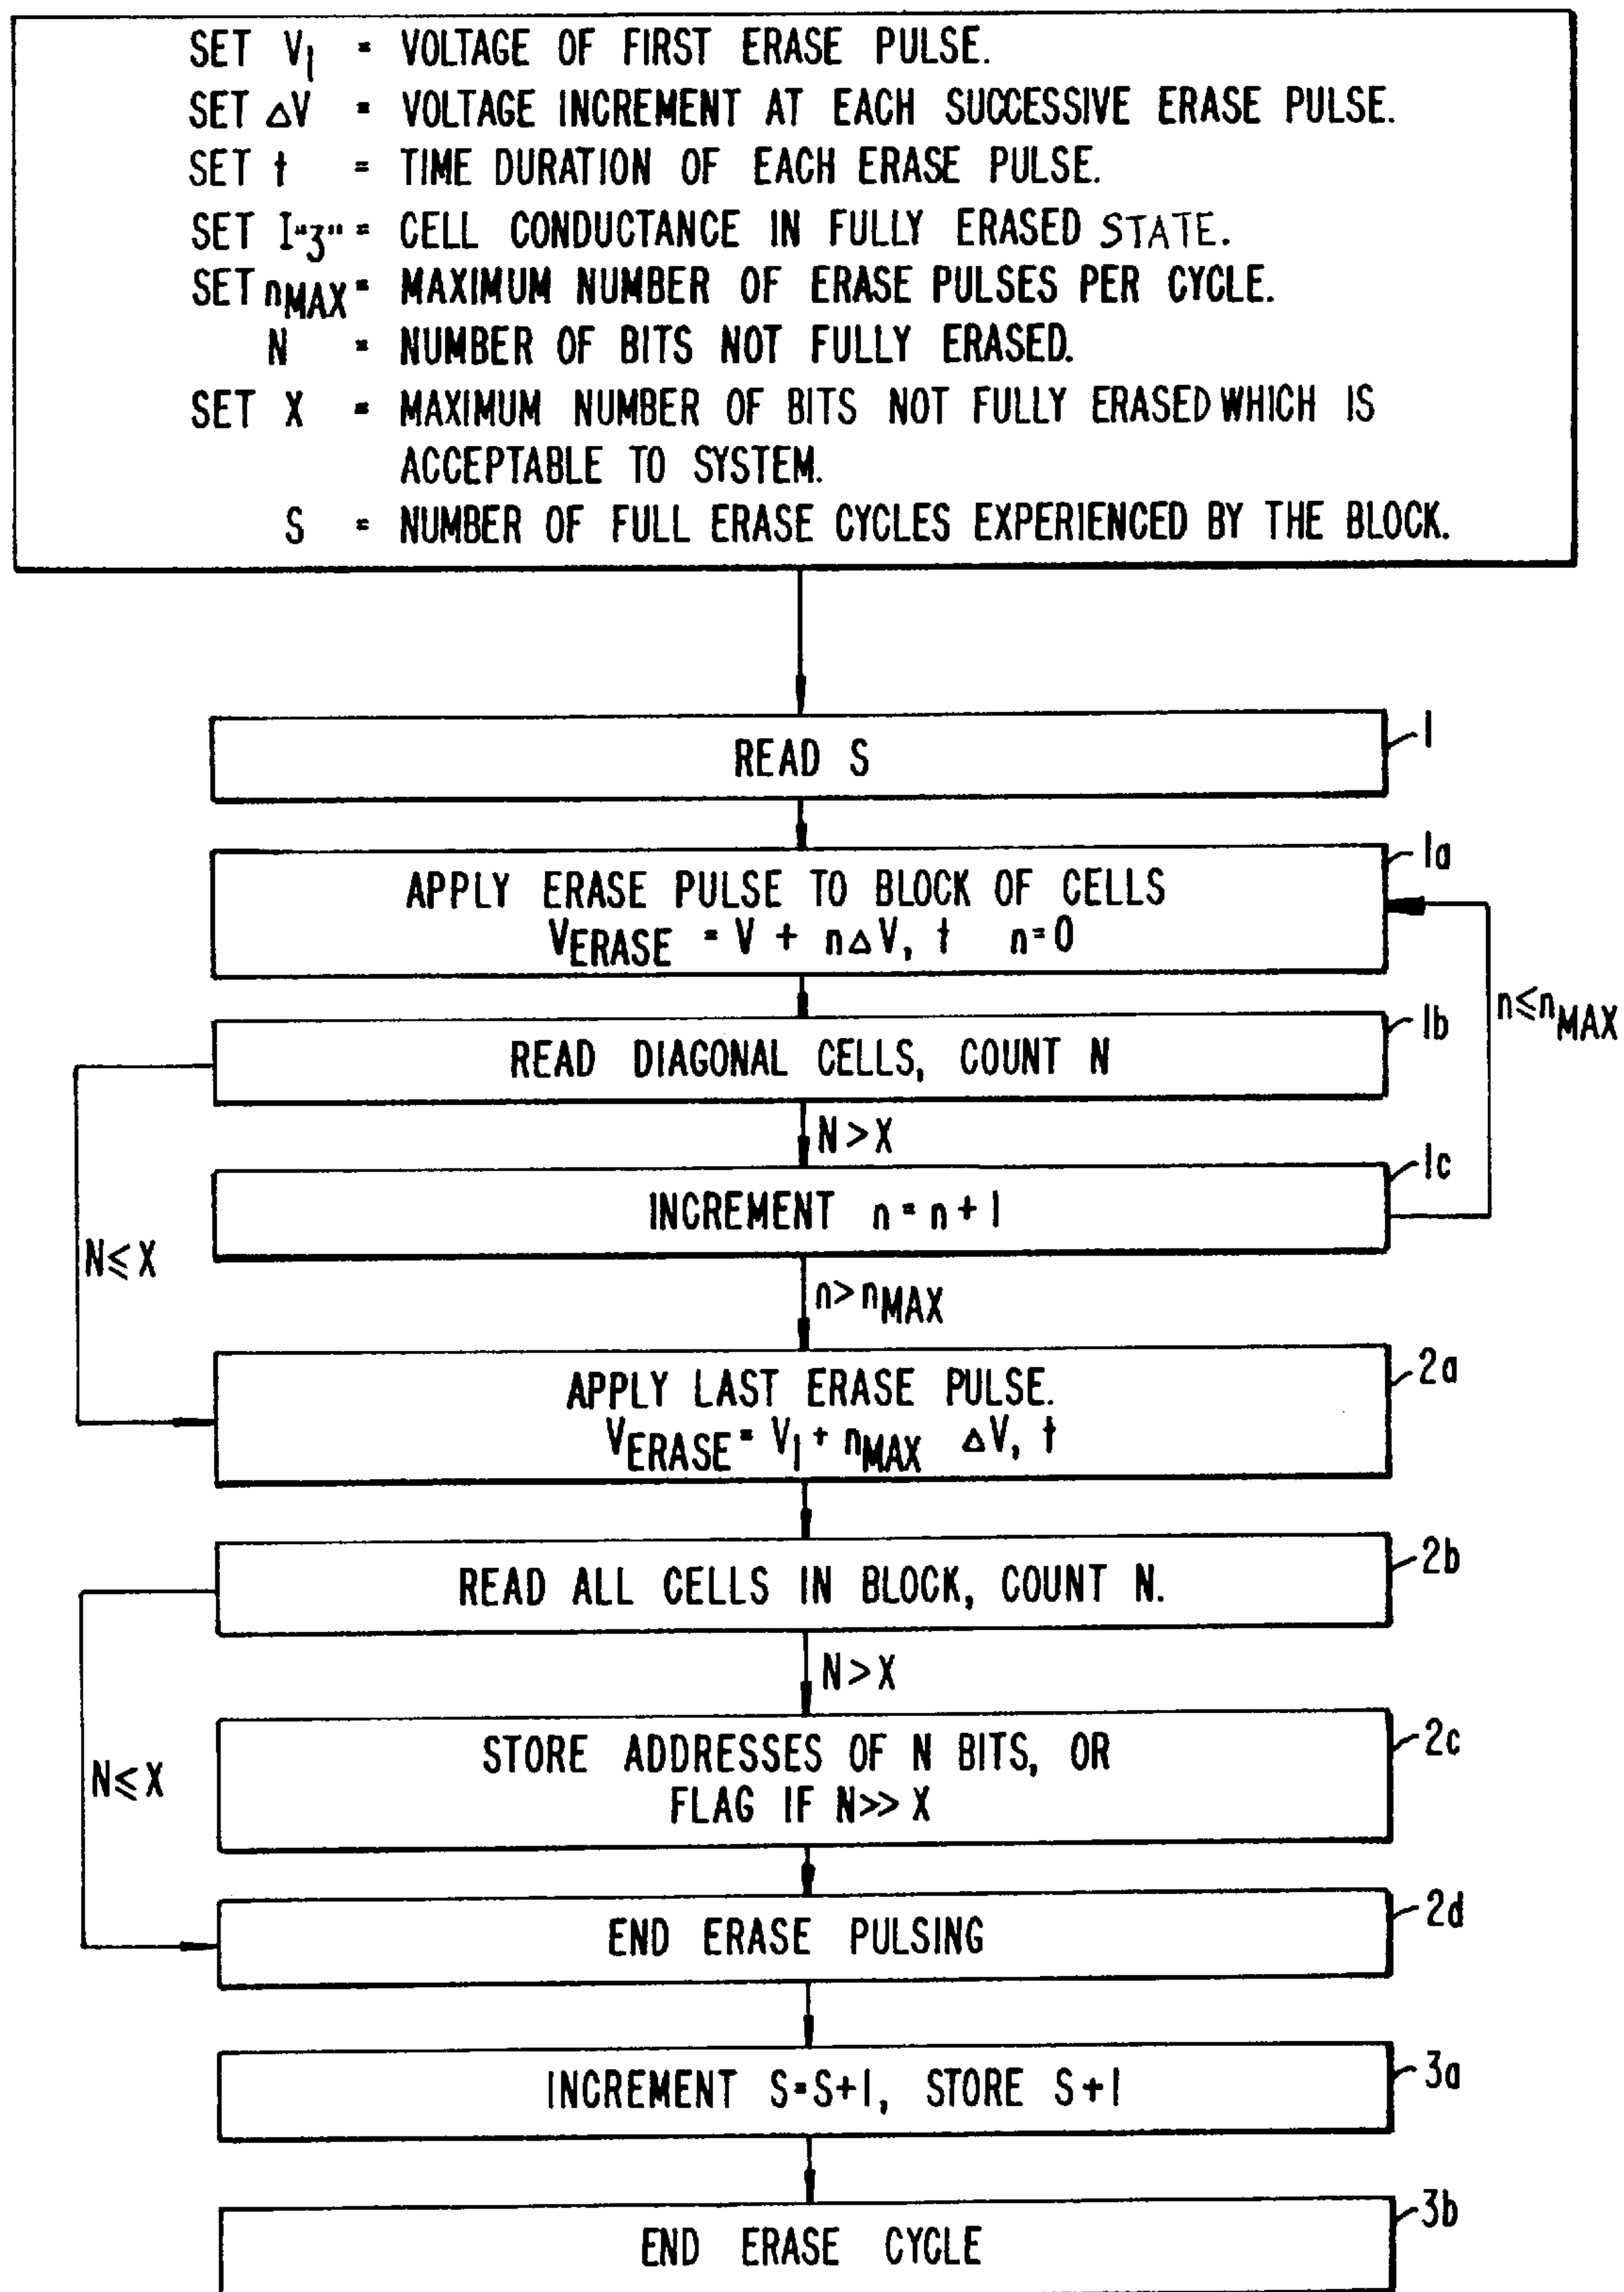 SET V1 = VOLTAGE OF FIRST ERASE PULSE.
SET ΔV = VOLTAGE INCREMENT AT EACH SUCCESSIVE ERASE PULSE.
SET t = TIME DURATION OF EACH ERASE PULSE.
SET I"3" = CELL CONDUCTANCE IN FULLY ERASED STATE.
SET nMAX = MAXIMUM NUMBER OF ERASE PULSES PER CYCLE.
N = NUMBER OF BITS NOT FULLY ERASED.
SET X = MAXIMUM NUMBER OF BITS NOT FULLY ERASED WHICH IS
ACCEPTABLE TO SYSTEM.
S = NUMBER OF FULL ERASE CYCLES EXPERIENCED BY THE BLOCK.
READ S
1
APPLY ERASE PULSE TO BLOCK OF CELLS
VERASE = V + nΔV, t n=0
1a
n≤nMAX
READ DIAGONAL CELLS, COUNT N
1b
N>X
INCREMENT n=n+1
1c
N≤X
n>nMAX
APPLY LAST ERASE PULSE.
VERASE = V1 + nMAX ΔV, t
2a
READ ALL CELLS IN BLOCK, COUNT N.
2b
N>X
STORE ADDRESSES OF N BITS, OR
FLAG IF N>>X
2c
N≤X
END ERASE PULSING
2d
INCREMENT S=S+1, STORE S+1
3a
END ERASE CYCLE
3b